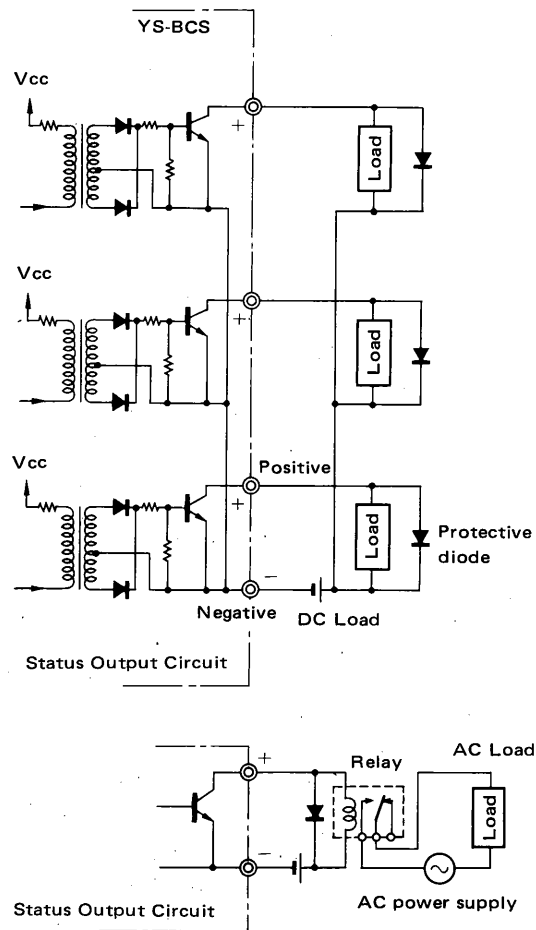 YS-BCS
Vcc
+
Load
Vcc
+
Load
Vcc
Positive
+
Load
Protective
diode
−
Negative
DC Load
Status Output Circuit
+
Relay
AC Load
Load
−
AC power supply
Status Output Circuit